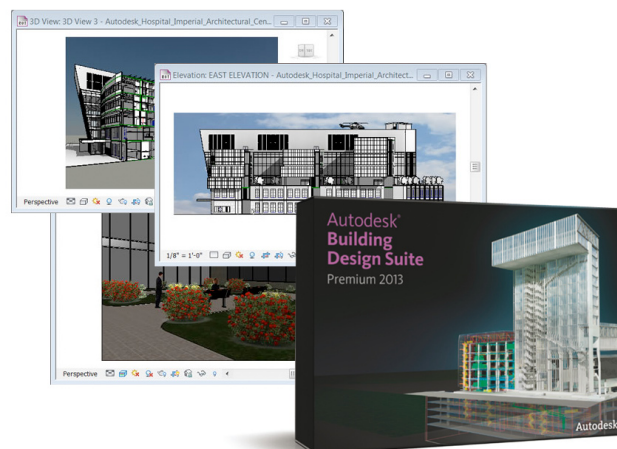 3D View: 3D View 3 - Autodesk_Hospital_Imperial_Architectural_Cen...
Elevation: EAST ELEVATION - Autodesk_Hospital_Imperial_Architect...
Perspective
1/8" = 1'-0"
Perspective
Autodesk®
Building
Design Suite
Premium 2013
Autodesk